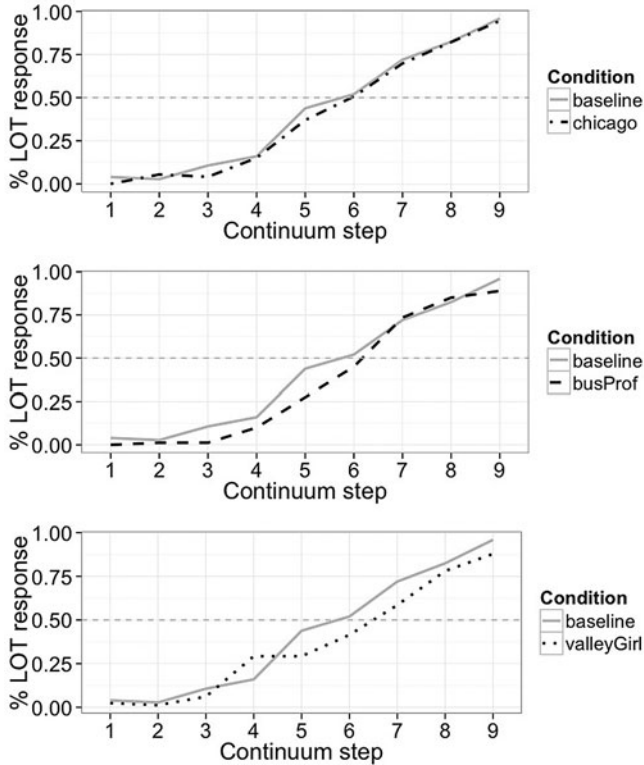 % LOT response
1.00
0.75
0.50
0.25
0.00
1 2 3 4 5 6 7 8 9
Continuum step
Condition
baseline
chicago
% LOT response
1.00
0.75
0.50
0.25
0.00
1 2 3 4 5 6 7 8 9
Continuum step
Condition
baseline
busProf
% LOT response
1.00
0.75
0.50
0.25
0.00
1 2 3 4 5 6 7 8 9
Continuum step
Condition
baseline
valleyGirl